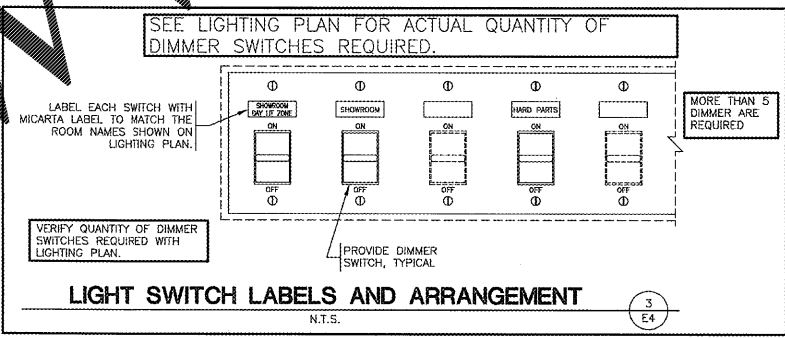 SEE LIGHTING PLAN FOR ACTUAL QUANTITY OF
DIMMER SWITCHES REQUIRED.
LABEL EACH SWITCH WITH
MICARTA LABEL TO MATCH THE
ROOM NAMES SHOWN ON
LIGHTING PLAN.
SHOWROOM
DAY LIT ZONE
SHOWROOM
HARD PARTS
ON
ON
ON
ON
ON
OFF
OFF
OFF
OFF
OFF
MORE THAN 5
DIMMER ARE
REQUIRED
VERIFY QUANTITY OF DIMMER
SWITCHES REQUIRED WITH
LIGHTING PLAN.
PROVIDE DIMMER
SWITCH, TYPICAL
LIGHT SWITCH LABELS AND ARRANGEMENT
N.T.S.
3
E4